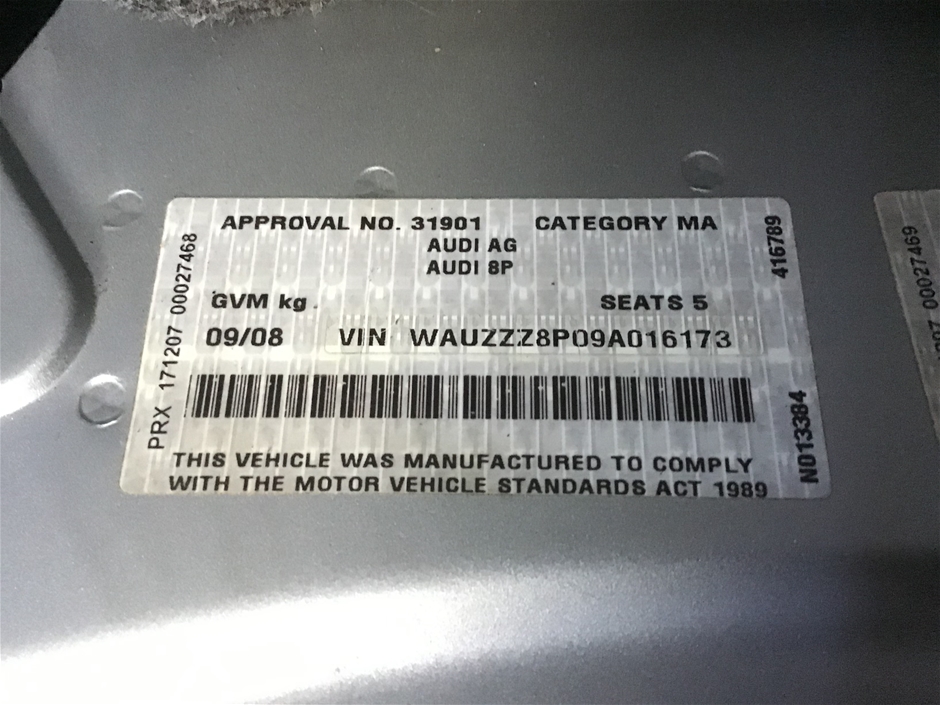 APPROVAL NO. 31901 CATEGORY MA
AUDI AG
AUDI 8P
GVM kg. SEATS 5
09/08 VIN WAUZZZ8P09A016173
THIS VEHICLE WAS MANUFACTURED TO COMPLY
WITH THE MOTOR VEHICLE STANDARDS ACT 1989
PRX 171207 00027468
416789
N013384
207 00027469